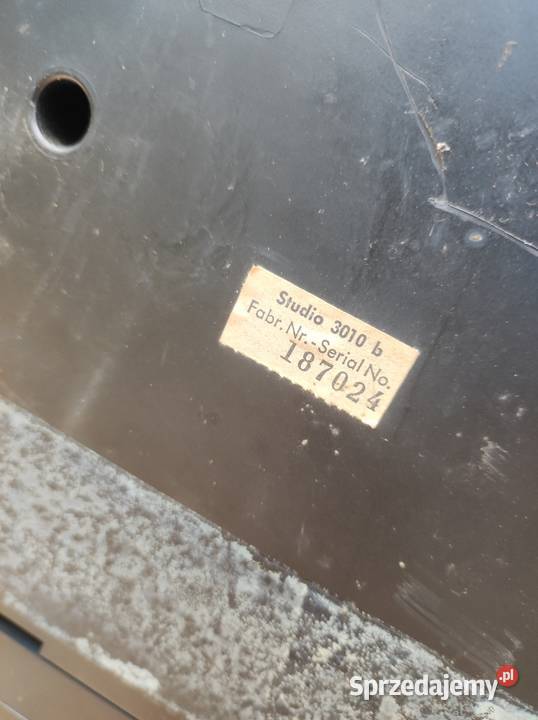 Studio 3010 b
Fabr. Nr.-Serial No.
187024
Sprzedajemy.pl